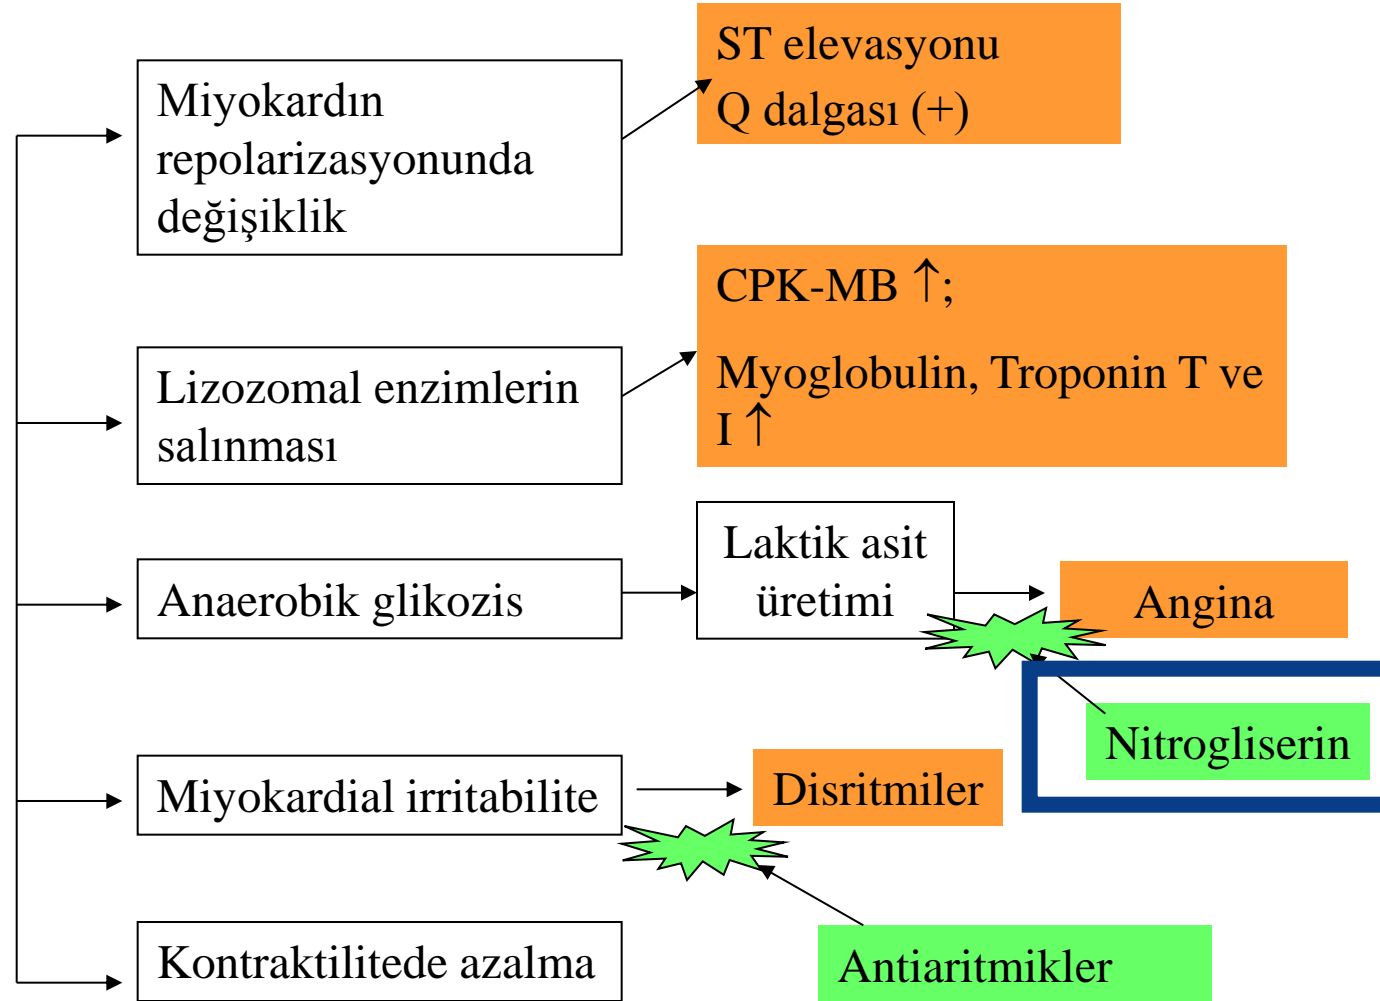 ST elevasyonu
Q dalgası (+)
Miyokardın
repolarizasyonunda
değişiklik
CPK-MB ↑;
Myoglobulin, Troponin T ve
I ↑
Lizozomal enzimlerin
salınması
Laktik asit
üretimi
Anaerobik glikozis
Angina
Nitrogliserin
Miyokardial irritabilite
Disritmiler
Kontraktilitede azalma
Antiaritmikler